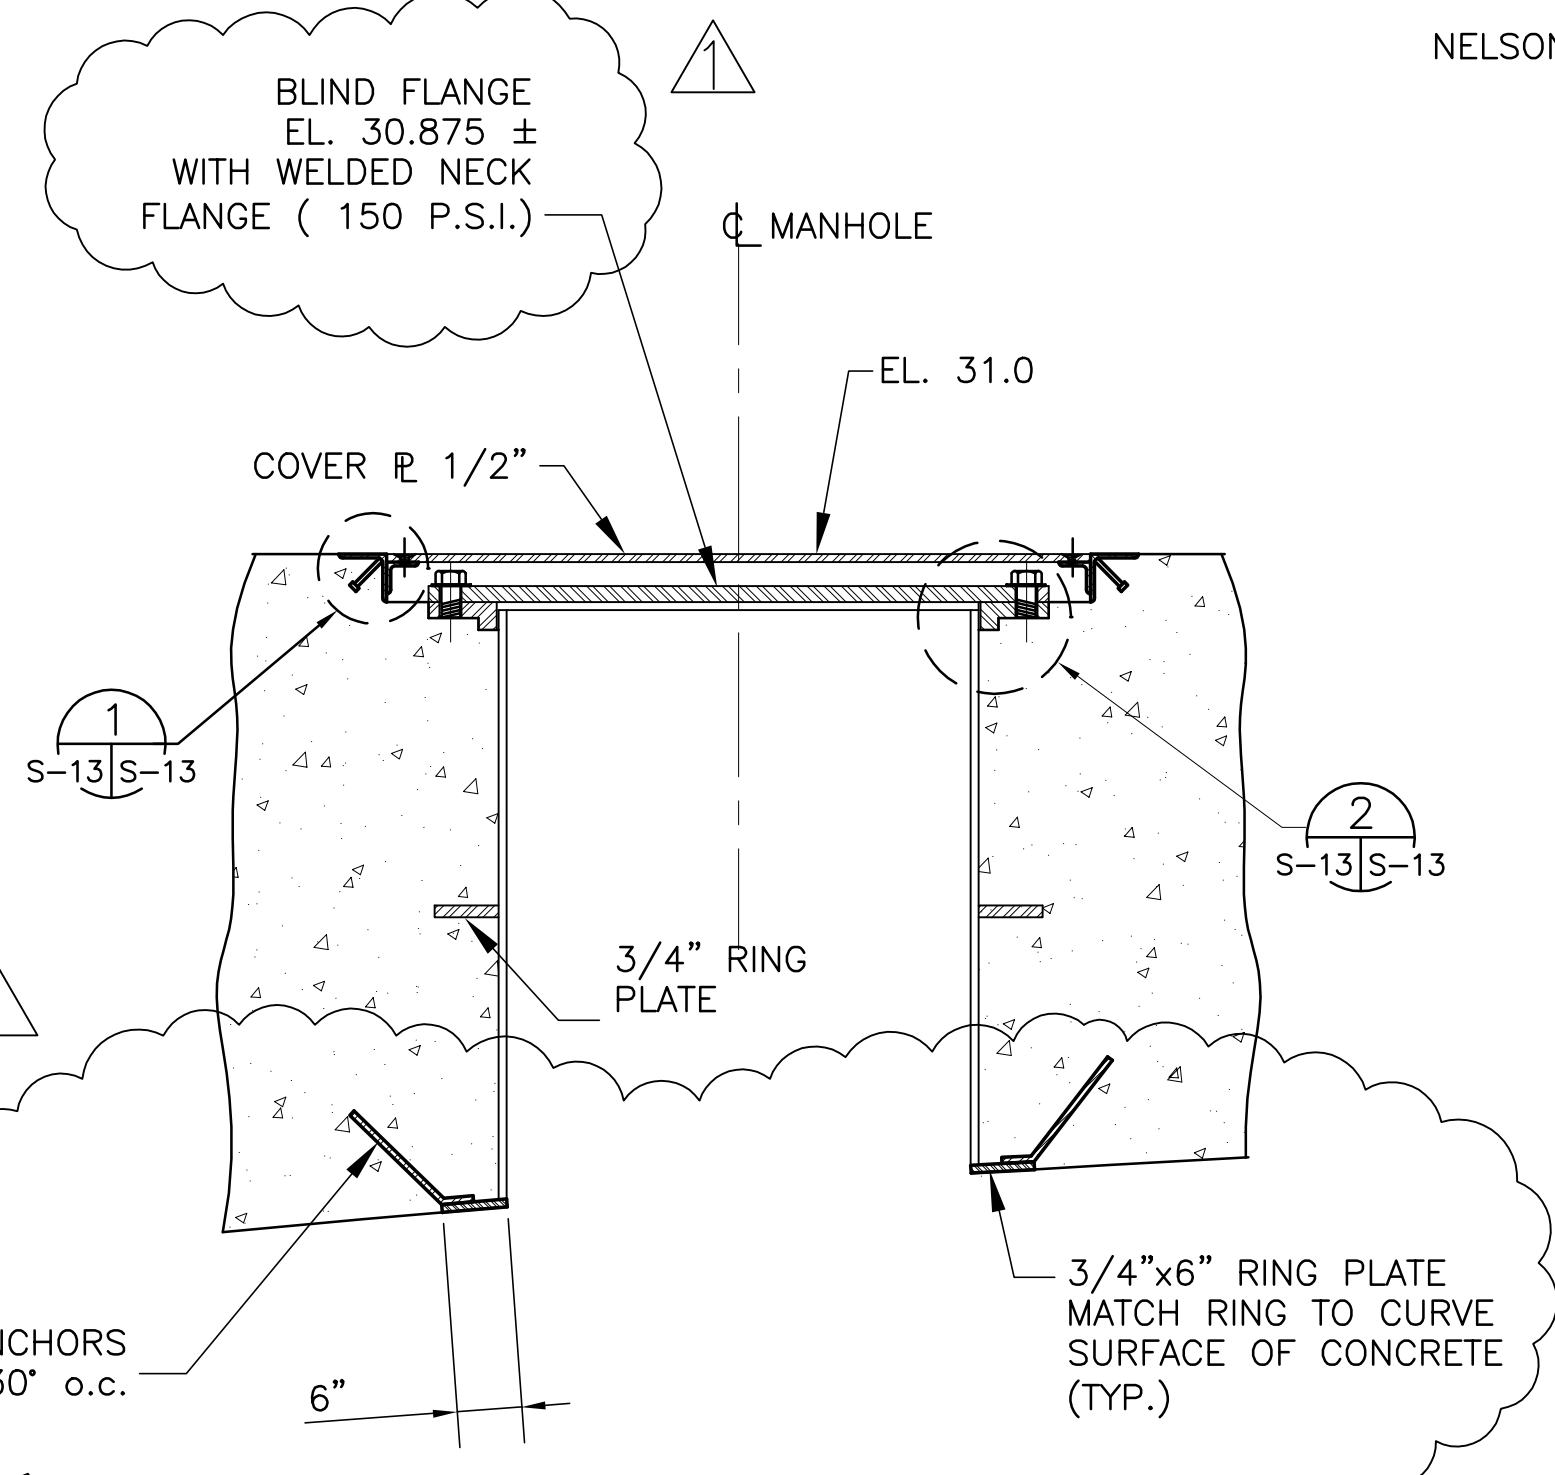 1
NELSON
BLIND FLANGE
EL. 30.875 ±
WITH WELDED NECK
FLANGE ( 150 P.S.I.)
℄ MANHOLE
EL. 31.0
COVER ⅊ 1/2”
1
S-13 S-13
2
S-13 S-13
3/4” RING
PLATE
3/4”x6” RING PLATE
MATCH RING TO CURVE
SURFACE OF CONCRETE
(TYP.)
NCHORS
30° o.c.
6”